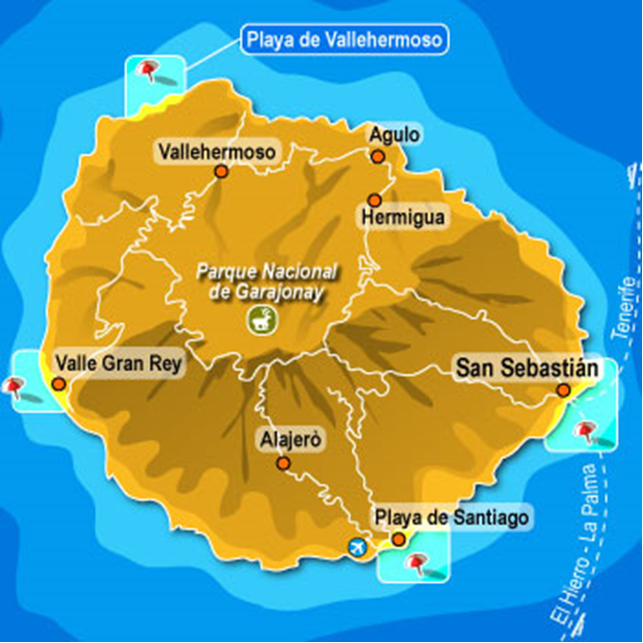 Playa de Vallehermoso
Agulo
Vallehermoso
Hermigua
Parque Nacional
de Garajonay
Tenerife
Valle Gran Rey
San Sebastián
Alajerò
Playa de Santiago
El Hierro - La Palma